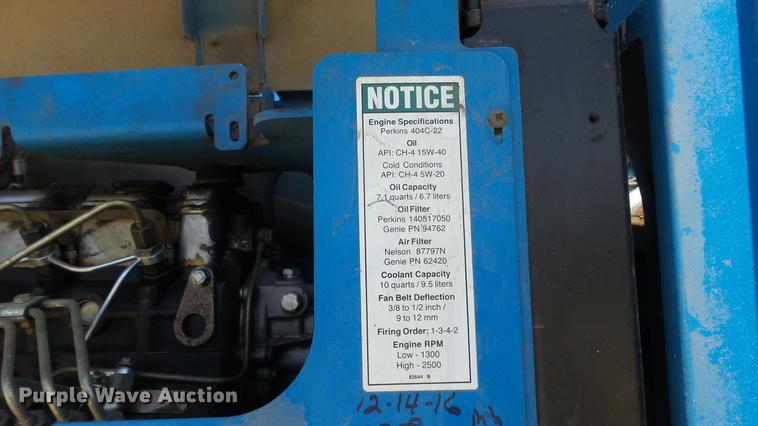 NOTICE
Engine Specifications
Perkins 404C-22
Oil
API: CH-4 15W-40
Cold Conditions
API: CH-4 5W-20
Oil Capacity
7.1 quarts / 6.7 liters
Oil Filter
Perkins 140517050
Genie PN 94762
Air Filter
Nelson 87797N
Genie PN 62420
Coolant Capacity
10 quarts / 9.5 liters
Fan Belt Deflection
3/8 to 1/2 inch /
9 to 12 mm
Firing Order: 1-3-4-2
Engine RPM
Low - 1300
High - 2500
82644 B
12-14-16
Purple Wave Auction